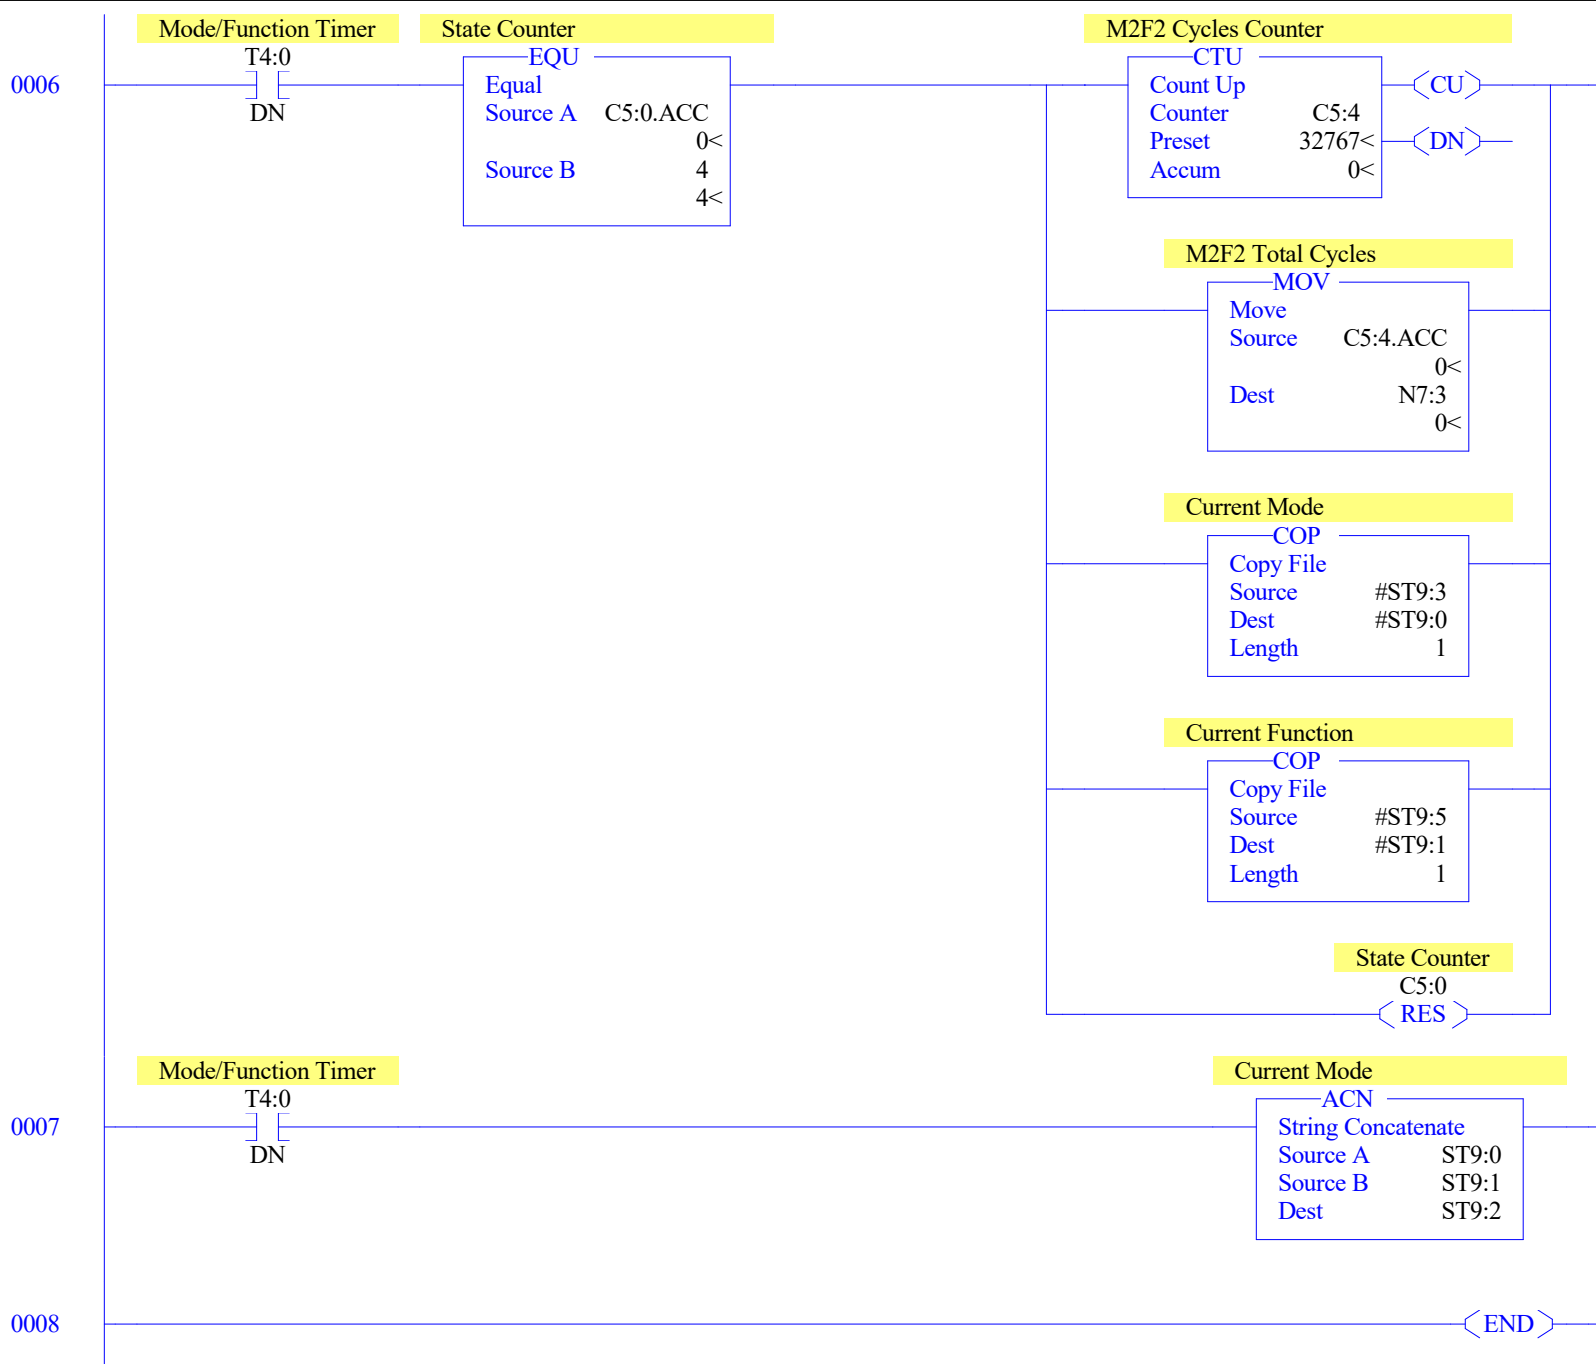 Mode/Function Timer
T4:0
DN
State Counter
EQU
Equal
Source A C5:0.ACC
0<
Source B 4
4<
M2F2 Cycles Counter
CTU
Count Up
Counter C5:4
Preset 32767<
Accum 0<
CU
DN
0006
M2F2 Total Cycles
MOV
Move
Source C5:4.ACC
0<
Dest N7:3
0<
Current Mode
COP
Copy File
Source #ST9:3
Dest #ST9:0
Length 1
Current Function
COP
Copy File
Source #ST9:5
Dest #ST9:1
Length 1
State Counter
C5:0
RES
Mode/Function Timer
T4:0
DN
0007
Current Mode
ACN
String Concatenate
Source A ST9:0
Source B ST9:1
Dest ST9:2
0008
END